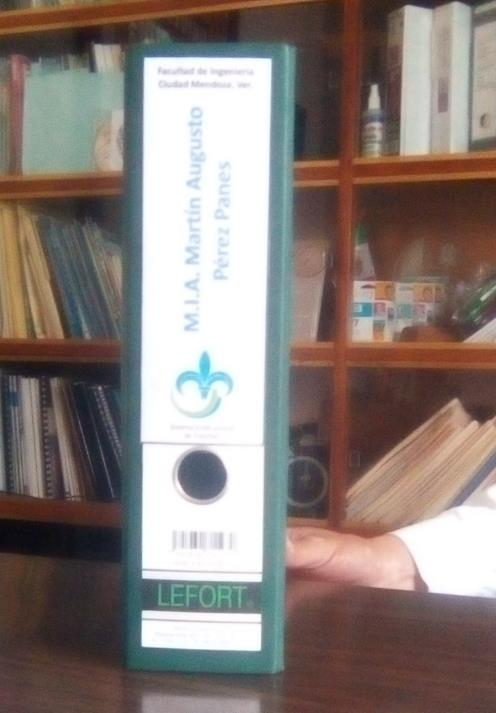 Facultad de Ingeniería
Ciudad Mendoza, Ver.
M.I.A. Martín Augusto
Pérez Panes
LEFORT